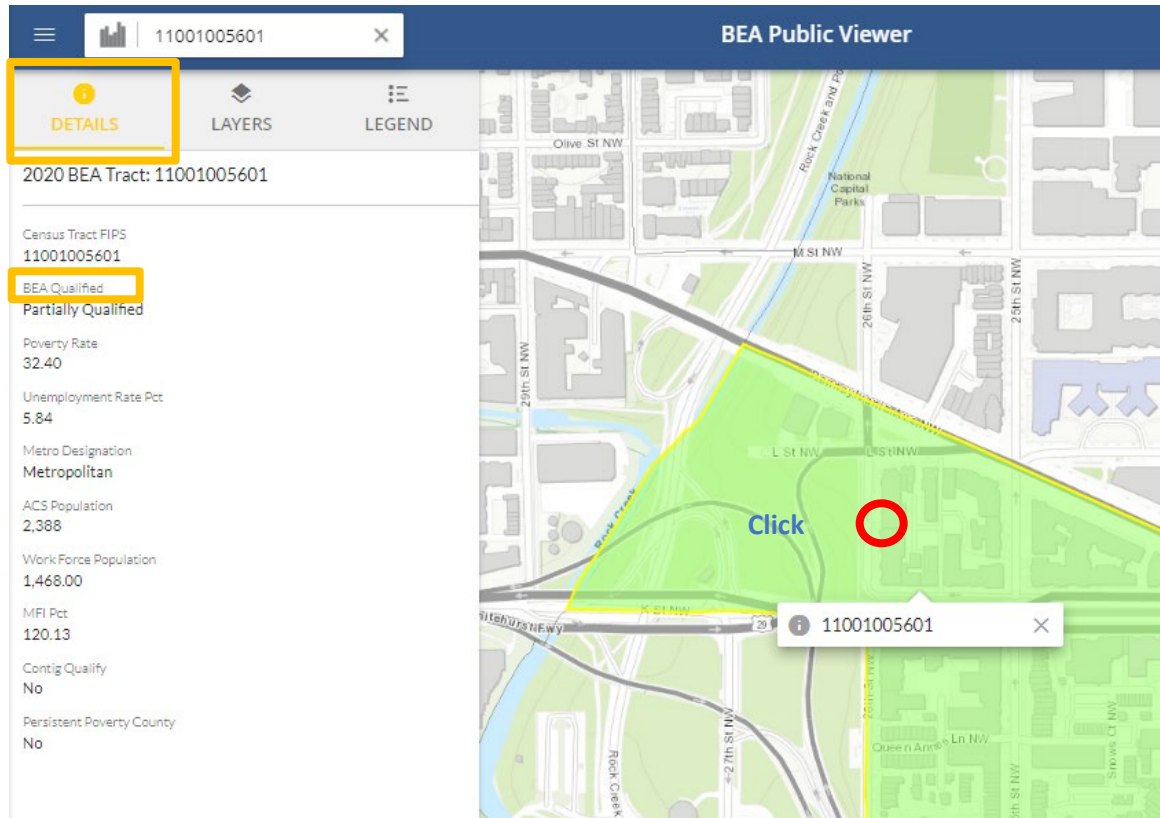 11001005601
BEA Public Viewer
DETAILS
LAYERS
LEGEND
2020 BEA Tract: 11001005601
Census Tract FIPS
11001005601
BEA Qualified
Partially Qualified
Poverty Rate
32.40
Unemployment Rate Pct
5.84
Metro Designation
Metropolitan
ACS Population
2,388
Work Force Population
1,468.00
MFI Pct
120.13
Contig Qualify
No
Persistent Poverty County
No
Olive St NW
Rock Creek and
National
Capital
Parks
M St NW
26th St NW
25th St NW
29th St NW
L St NW
L St NW
Rock Creek
Click
K St NW
29
11001005601
27th St NW
Rock Creek
Queen Annes Ln NW
Snows Ct NW